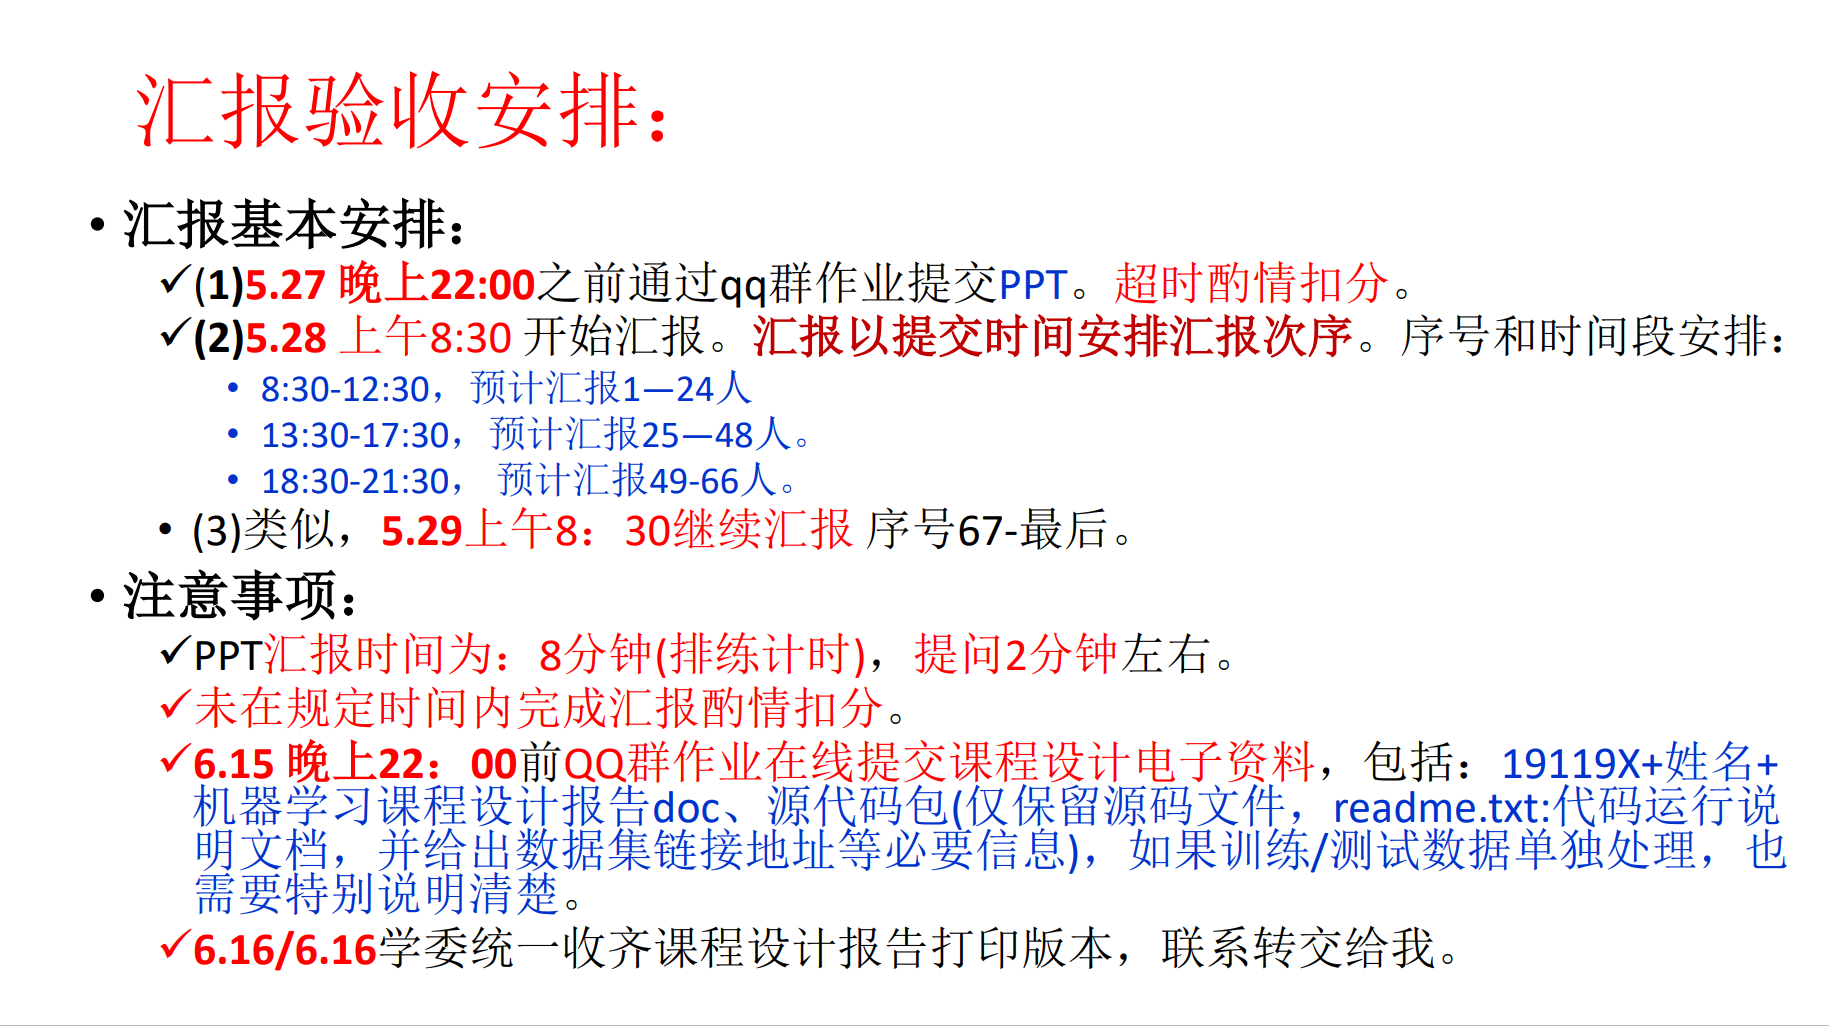 汇报验收安排：
• 汇报基本安排：
✓(1)5.27 晚上22:00之前通过qq群作业提交PPT。超时酌情扣分。
✓(2)5.28 上午8:30 开始汇报。汇报以提交时间安排汇报次序。序号和时间段安排：
• 8:30-12:30，预计汇报1—24人
• 13:30-17:30，预计汇报25—48人。
• 18:30-21:30， 预计汇报49-66人。
• (3)类似，5.29上午8：30继续汇报 序号67-最后。
• 注意事项：
✓PPT汇报时间为：8分钟(排练计时)，提问2分钟左右。
✓未在规定时间内完成汇报酌情扣分。
✓6.15 晚上22：00前QQ群作业在线提交课程设计电子资料，包括：19119X+姓名+
机器学习课程设计报告doc、源代码包(仅保留源码文件，readme.txt:代码运行说
明文档，并给出数据集链接地址等必要信息)，如果训练/测试数据单独处理，也
需要特别说明清楚。
✓6.16/6.16学委统一收齐课程设计报告打印版本，联系转交给我。